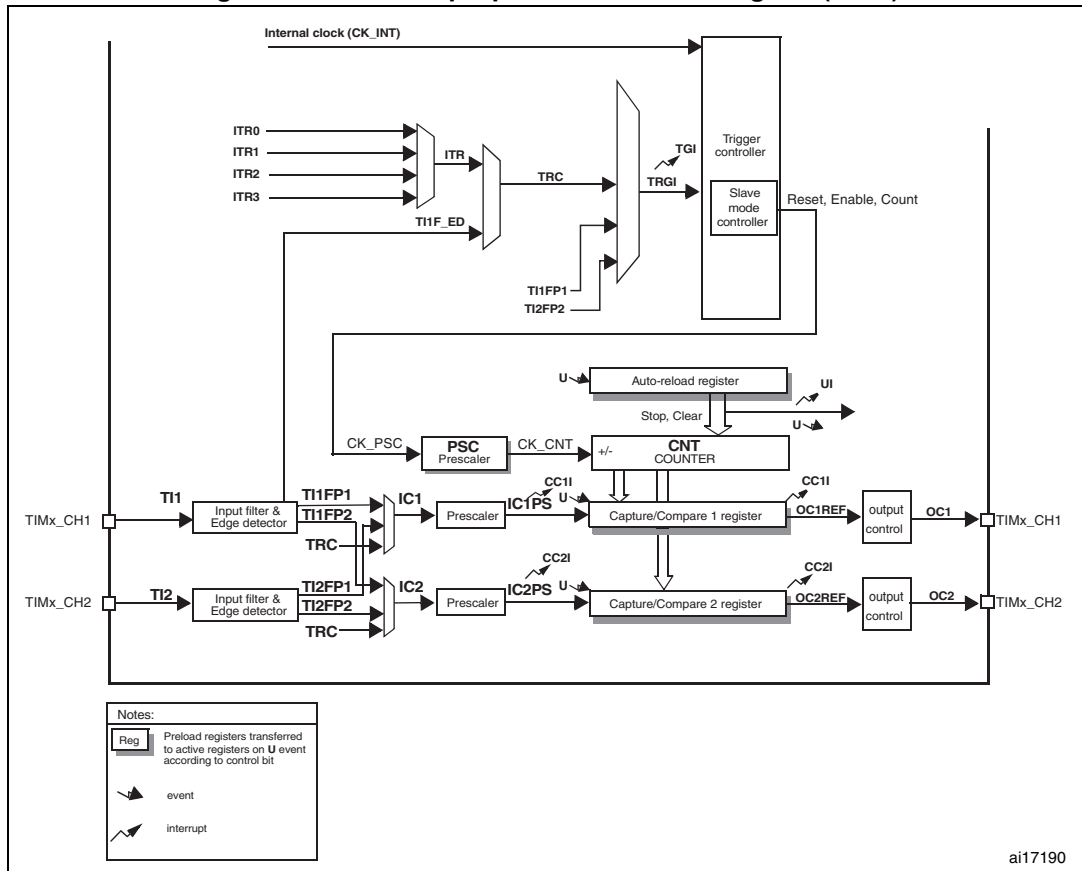 Internal clock (CK_INT)
ITR0
ITR1
ITR2
ITR3
ITR
TI1F_ED
TRC
TI1FP1
TI2FP2
TGI
TRGI
Trigger
controller
Slave
mode
controller
Reset, Enable, Count
U
Auto-reload register
UI
Stop, Clear
U
CK_PSC
PSC
Prescaler
CK_CNT
+/-
CNT
COUNTER
TIMx_CH1
TI1
Input filter &
Edge detector
TI1FP1
TI1FP2
TRC
IC1
Prescaler
IC1PS
CC1I
U
Capture/Compare 1 register
CC1I
OC1REF
output
control
OC1
TIMx_CH1
TIMx_CH2
TI2
Input filter &
Edge detector
TI2FP1
TI2FP2
TRC
IC2
Prescaler
IC2PS
CC2I
U
Capture/Compare 2 register
CC2I
OC2REF
output
control
OC2
TIMx_CH2
Notes:
Reg
Preload registers transferred
to active registers on U event
according to control bit
event
interrupt
ai17190